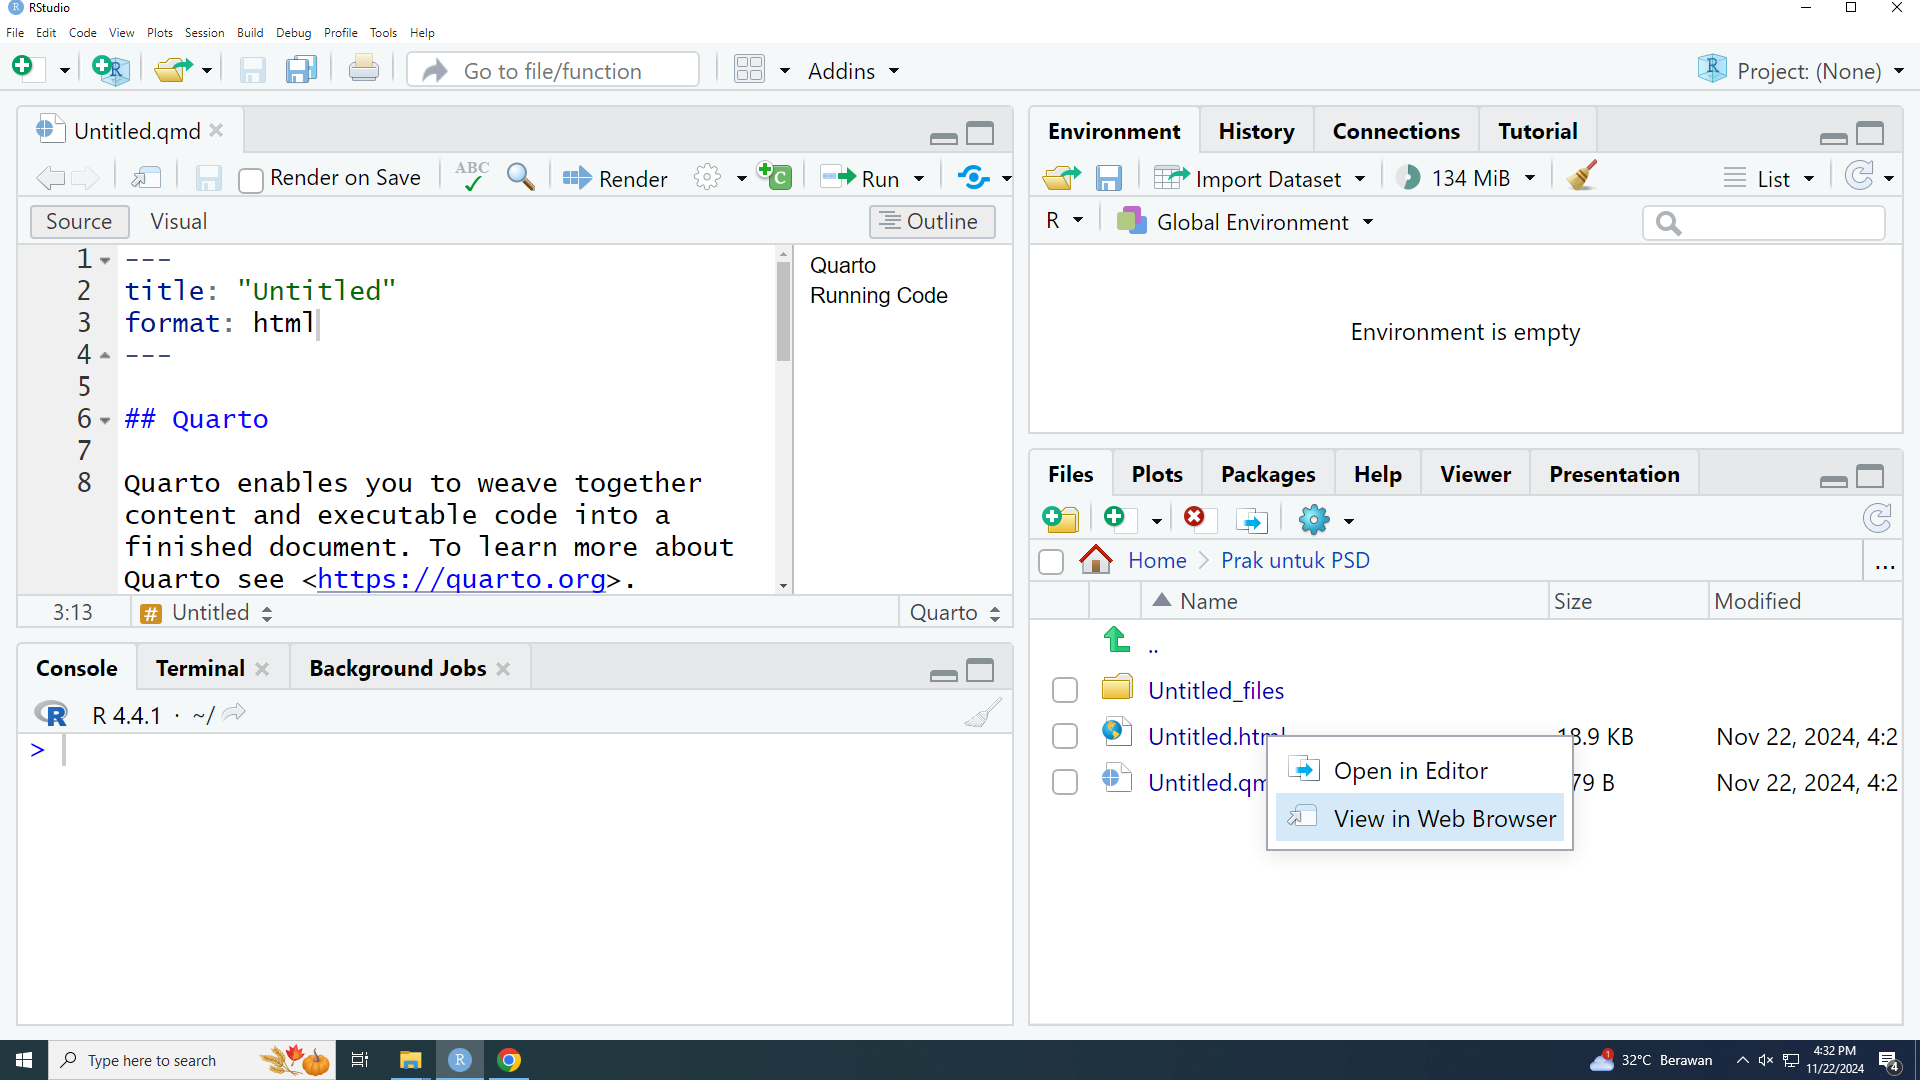 RStudio
File Edit Code View Plots Session Build Debug Profile Tools Help
Go to file/function
Addins
Project: (None)
Untitled.qmd
Render on Save
ABC
Render
Run
Source Visual
Outline
1 ---
2 title: "Untitled"
3 format: html
4 ---
5
6 ## Quarto
7
8 Quarto enables you to weave together
content and executable code into a
finished document. To learn more about
Quarto see <https://quarto.org>.
Quarto
Running Code
3:13
# Untitled
Quarto
Console Terminal Background Jobs
R 4.4.1 · ~/
>
Environment History Connections Tutorial
Import Dataset
134 MiB
List
R
Global Environment
Environment is empty
Files Plots Packages Help Viewer Presentation
Home Prak untuk PSD
...
Name Size Modified
..
Untitled_files
Untitled.html 18.9 KB Nov 22, 2024, 4:2
Untitled.qm 79 B Nov 22, 2024, 4:2
Open in Editor
View in Web Browser
Type here to search
1
32°C Berawan
4:32 PM
11/22/2024
4